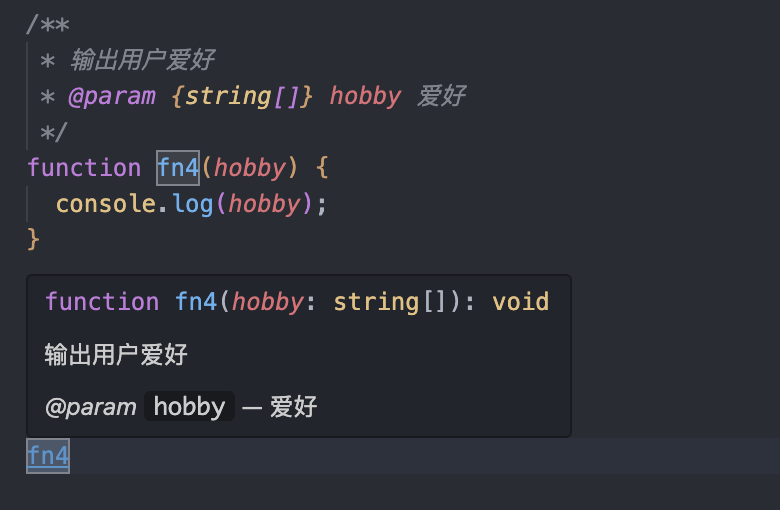 /**
 * 输出用户爱好
 * @param {string[]} hobby 爱好
 */
function fn4(hobby) {
  console.log(hobby);
}
function fn4(hobby: string[]): void
输出用户爱好
@param hobby — 爱好
fn4